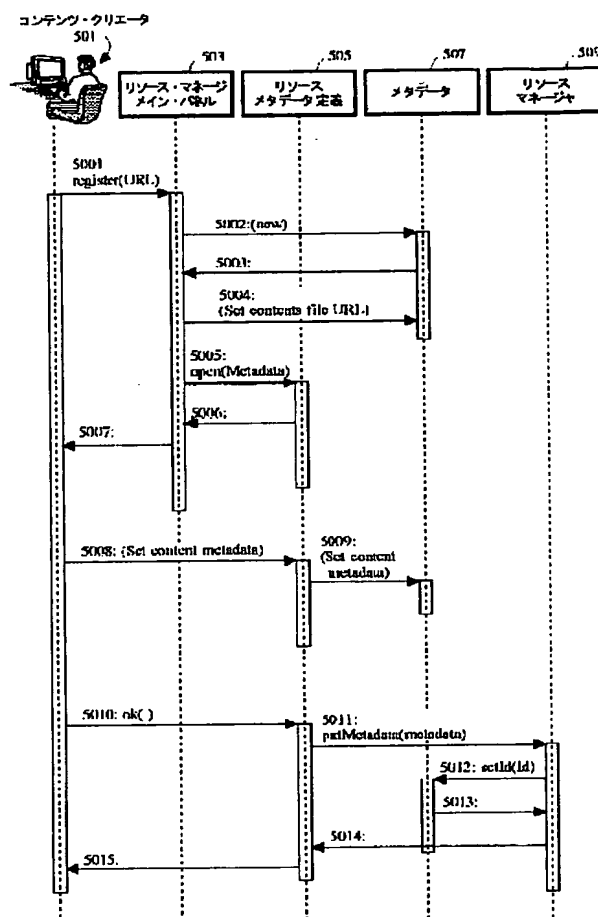 コンテンツ・クリエータ
501
503
505
507
509
リソース・マネージ
メイン・パネル
リソース
メタデータ定義
メタデータ
リソース
マネージャ
5001
register(URL)
5002:(new)
5003:
5004:
(Set contents file URL)
5005:
open(Metadata)
5006:
5007:
5008: (Set content metadata)
5009:
(Set content
metadata)
5010: ok( )
5011:
putMetadata(metadata)
5012: setId(Id)
5013:
5014:
5015: